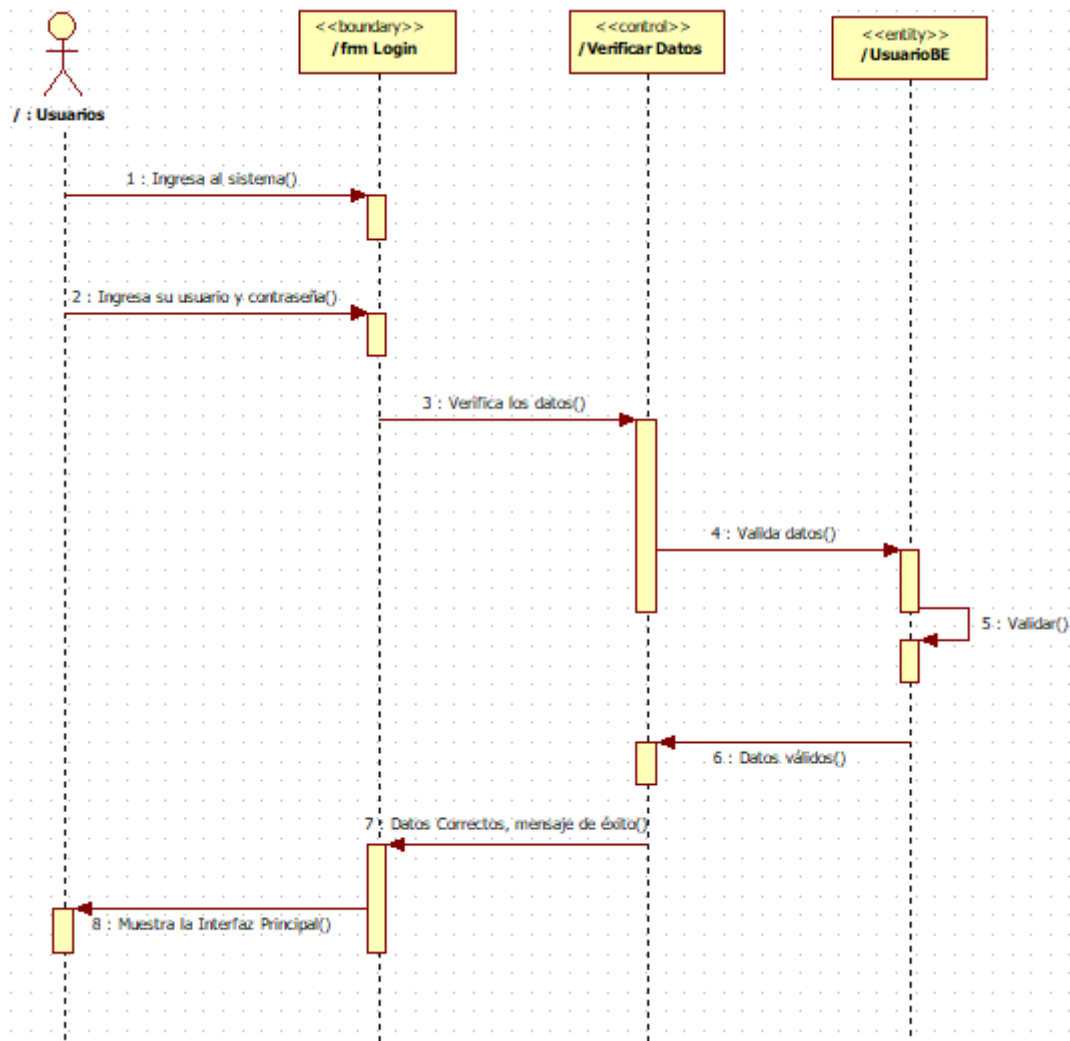 <<boundary>>
/frm Login
<<control>>
/Verificar Datos
<<entity>>
/UsuarioBE
/ : Usuarios
1 : Ingresa al sistema()
2 : Ingresa su usuario y contraseña()
3 : Verifica los datos()
4 : Valida datos()
5 : Validar()
6 : Datos válidos()
7 : Datos Correctos, mensaje de éxito()
8 : Muestra la Interfaz Principal()